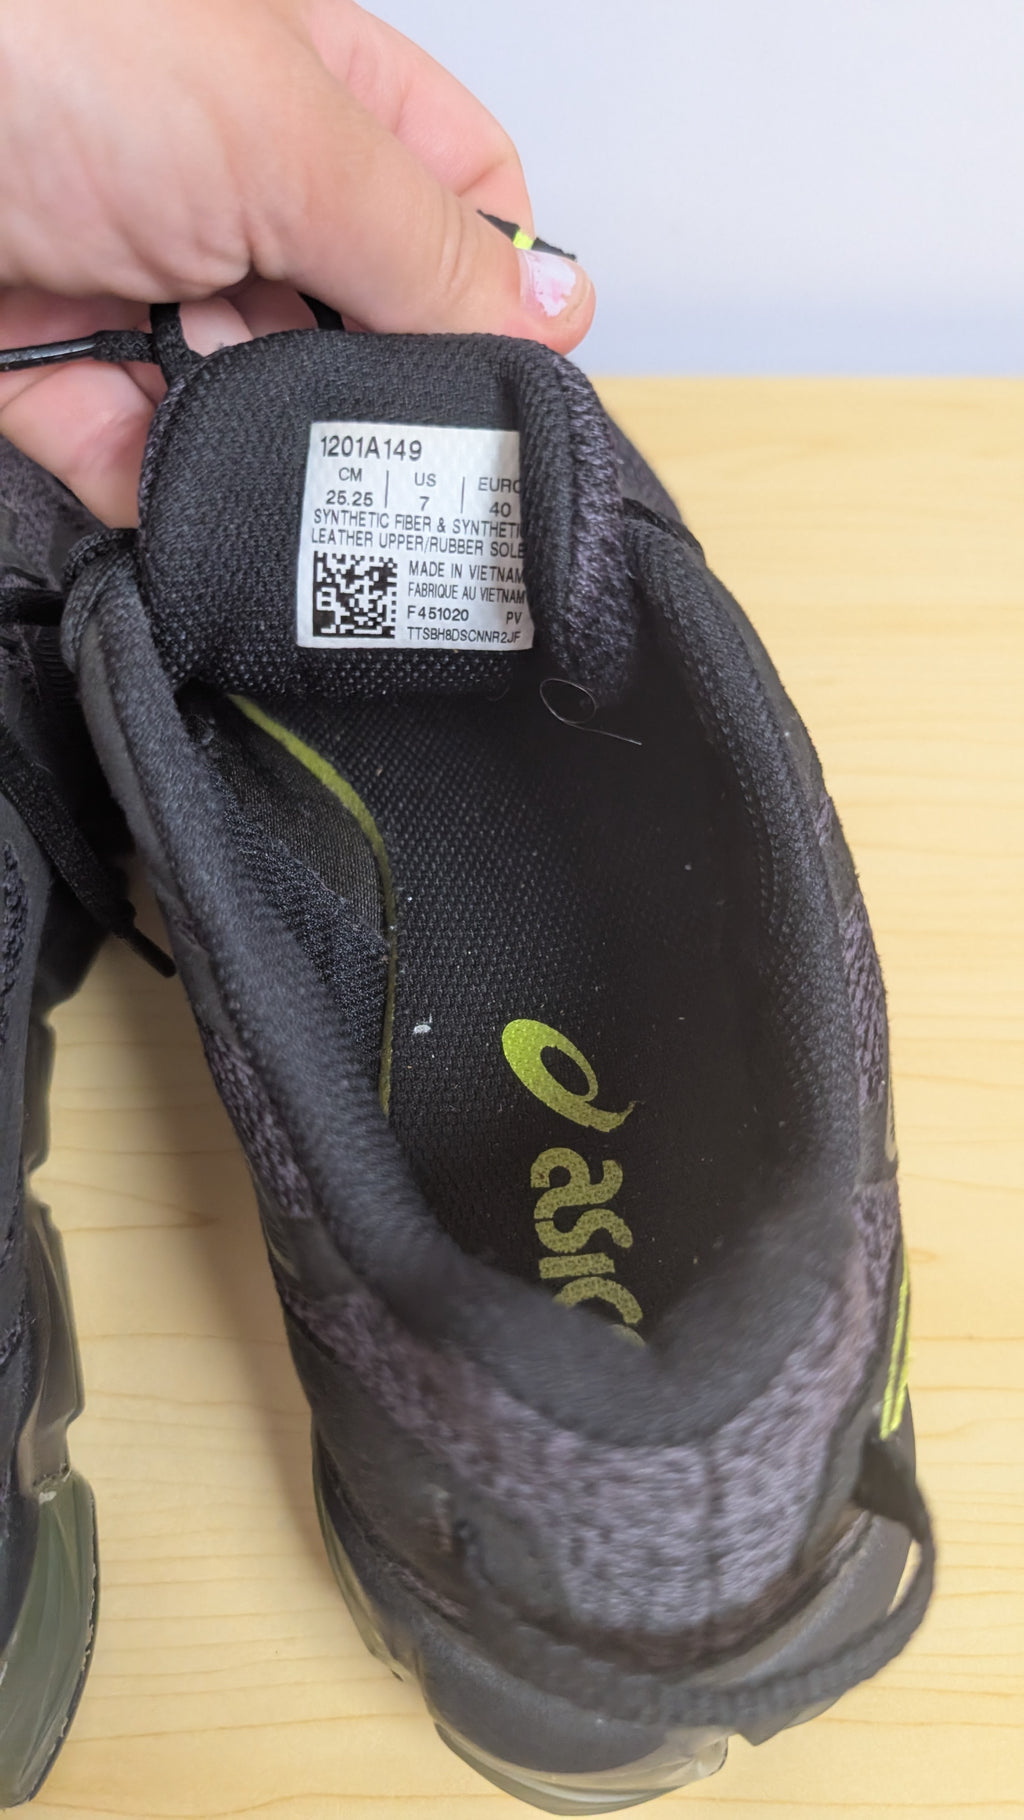 1201A149
CM | US | EURO
25.25 | 7 | 40
SYNTHETIC FIBER & SYNTHETI
LEATHER UPPER/RUBBER SOLE
MADE IN VIETNAM
FABRIQUE AU VIETNAM
F451020 PV
TTSBH8DSCNNR2JF
asics